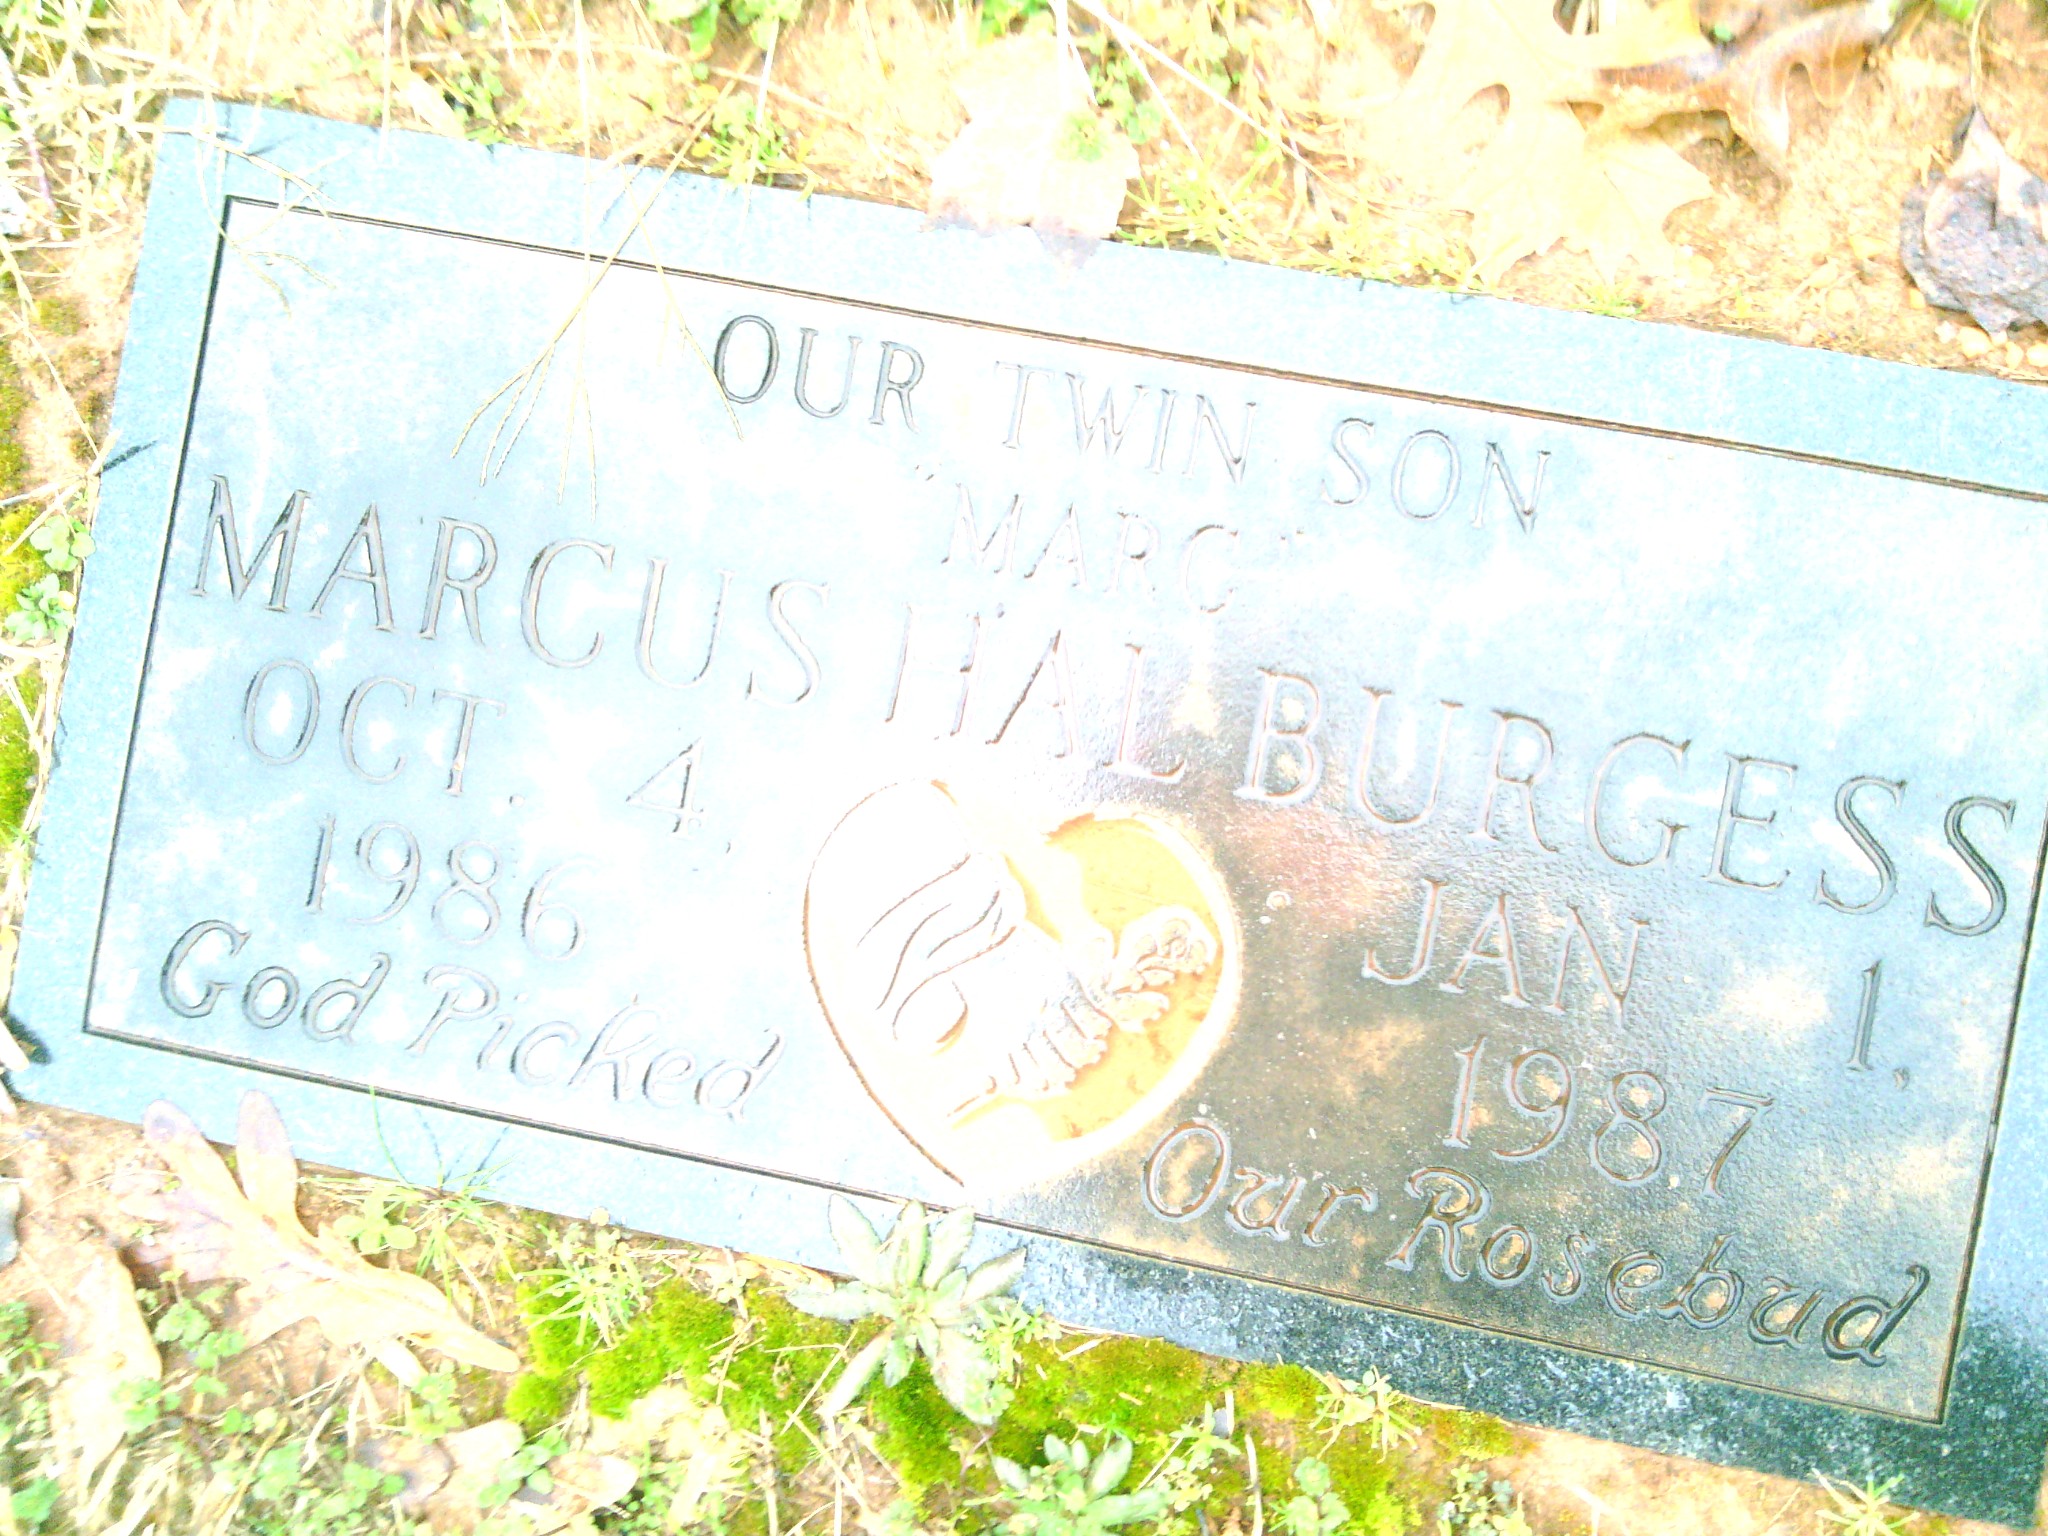 OUR TWIN SON
"MARC"
MARCUS HAL BURGESS
OCT. 4, JAN 1,
1986 1987
God Picked Our Rosebud